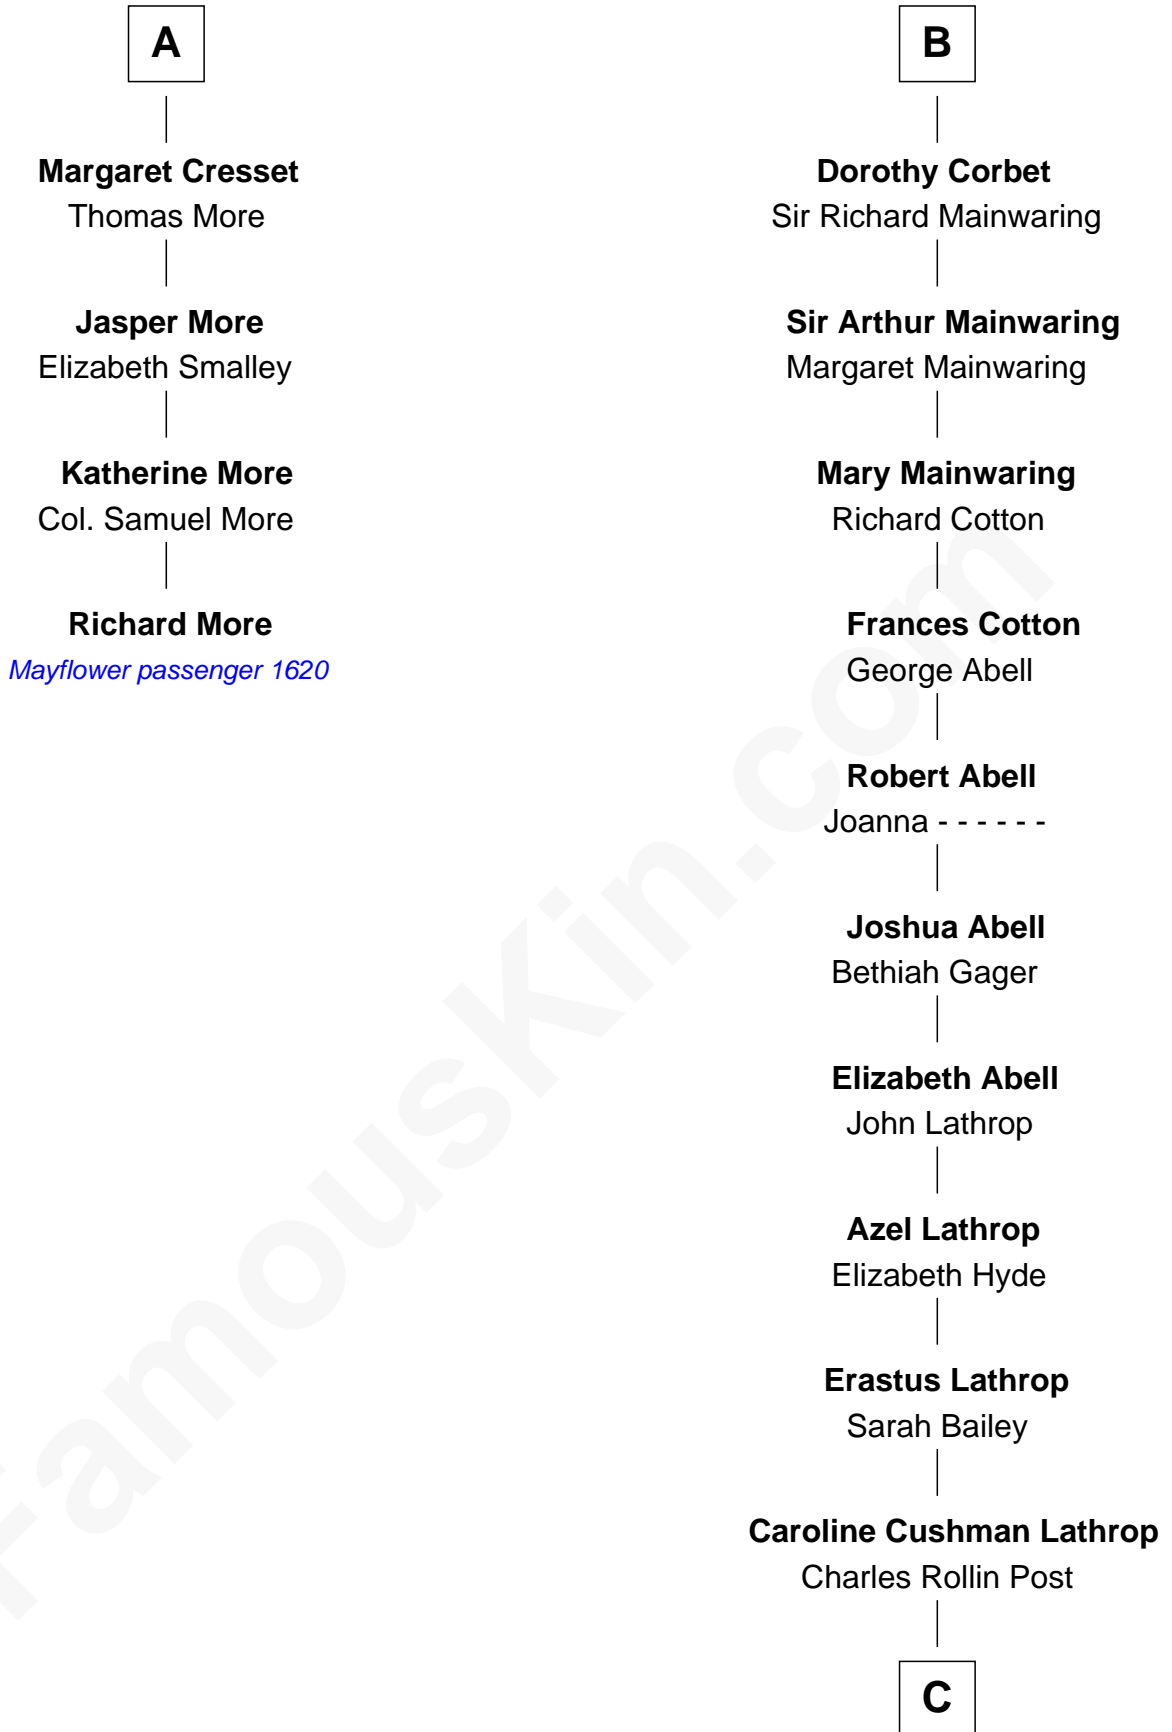 A
Margaret Cresset
Thomas More
Jasper More
Elizabeth Smalley
Katherine More
Col. Samuel More
Richard More
Mayflower passenger 1620
B
Dorothy Corbet
Sir Richard Mainwaring
Sir Arthur Mainwaring
Margaret Mainwaring
Mary Mainwaring
Richard Cotton
Frances Cotton
George Abell
Robert Abell
Joanna - - - - - -
Joshua Abell
Bethiah Gager
Elizabeth Abell
John Lathrop
Azel Lathrop
Elizabeth Hyde
Erastus Lathrop
Sarah Bailey
Caroline Cushman Lathrop
Charles Rollin Post
C
FamousKin.com